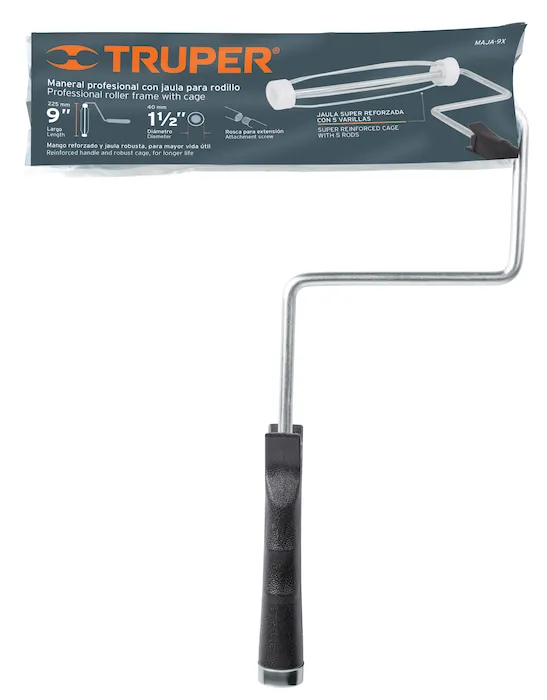 TRUPER®
MAJA-9X
Maneral profesional con jaula para rodillo
Professional roller frame with cage
225 mm
9"
Largo
Length
40 mm
1 1/2"
Diámetro
Diameter
Rosca para extensión
Attachment screw
JAULA SUPER REFORZADA
CON 5 VARILLAS
SUPER REINFORCED CAGE
WITH 5 RODS
Mango reforzado y jaula robusta, para mayor vida útil
Reinforced handle and robust cage, for longer life